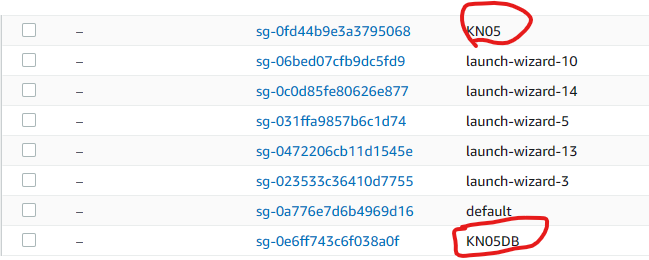 – sg-0fd44b9e3a3795068 KN05
– sg-06bed07cfb9dc5fd9 launch-wizard-10
– sg-0c0d85fe80626e877 launch-wizard-14
– sg-031ffa9857b6c1d74 launch-wizard-5
– sg-0472206cb11d1545e launch-wizard-13
– sg-023533c36410d7755 launch-wizard-3
– sg-0a776e7d6b4969d16 default
– sg-0e6ff743c6f038a0f KN05DB